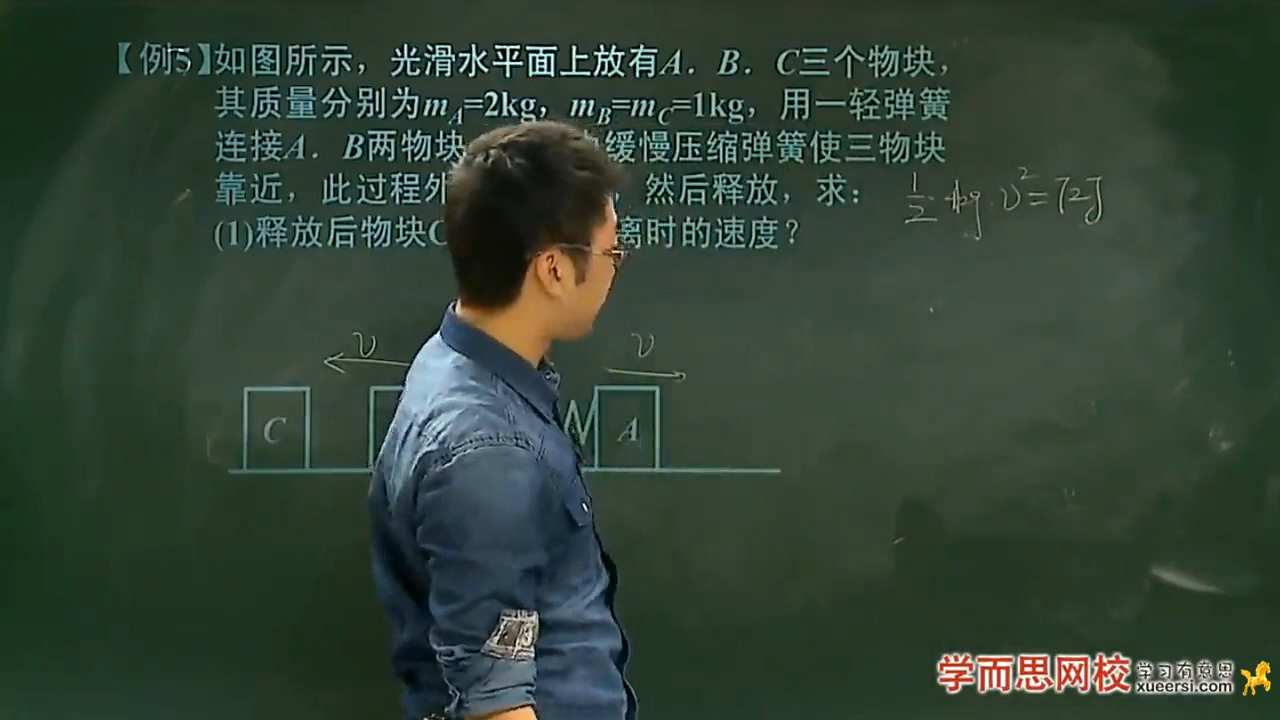 【例5】如图所示，光滑水平面上放有A．B．C三个物块，
其质量分别为mA=2kg，mB=mC=1kg，用一轻弹簧
连接A．B两物块 缓慢压缩弹簧使三物块
靠近，此过程外 ，然后释放，求：
(1)释放后物块C 离时的速度？
1/2 · 4kg · v²=72J
v
v
C
A
学而思网校
学习有意思
xueersi.com